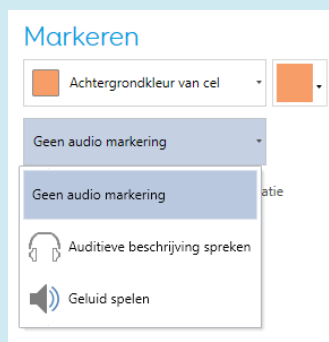 Markeren
Achtergrondkleur van cel
Geen audio markering
Geen audio markering
atie
Auditieve beschrijving spreken
Geluid spelen